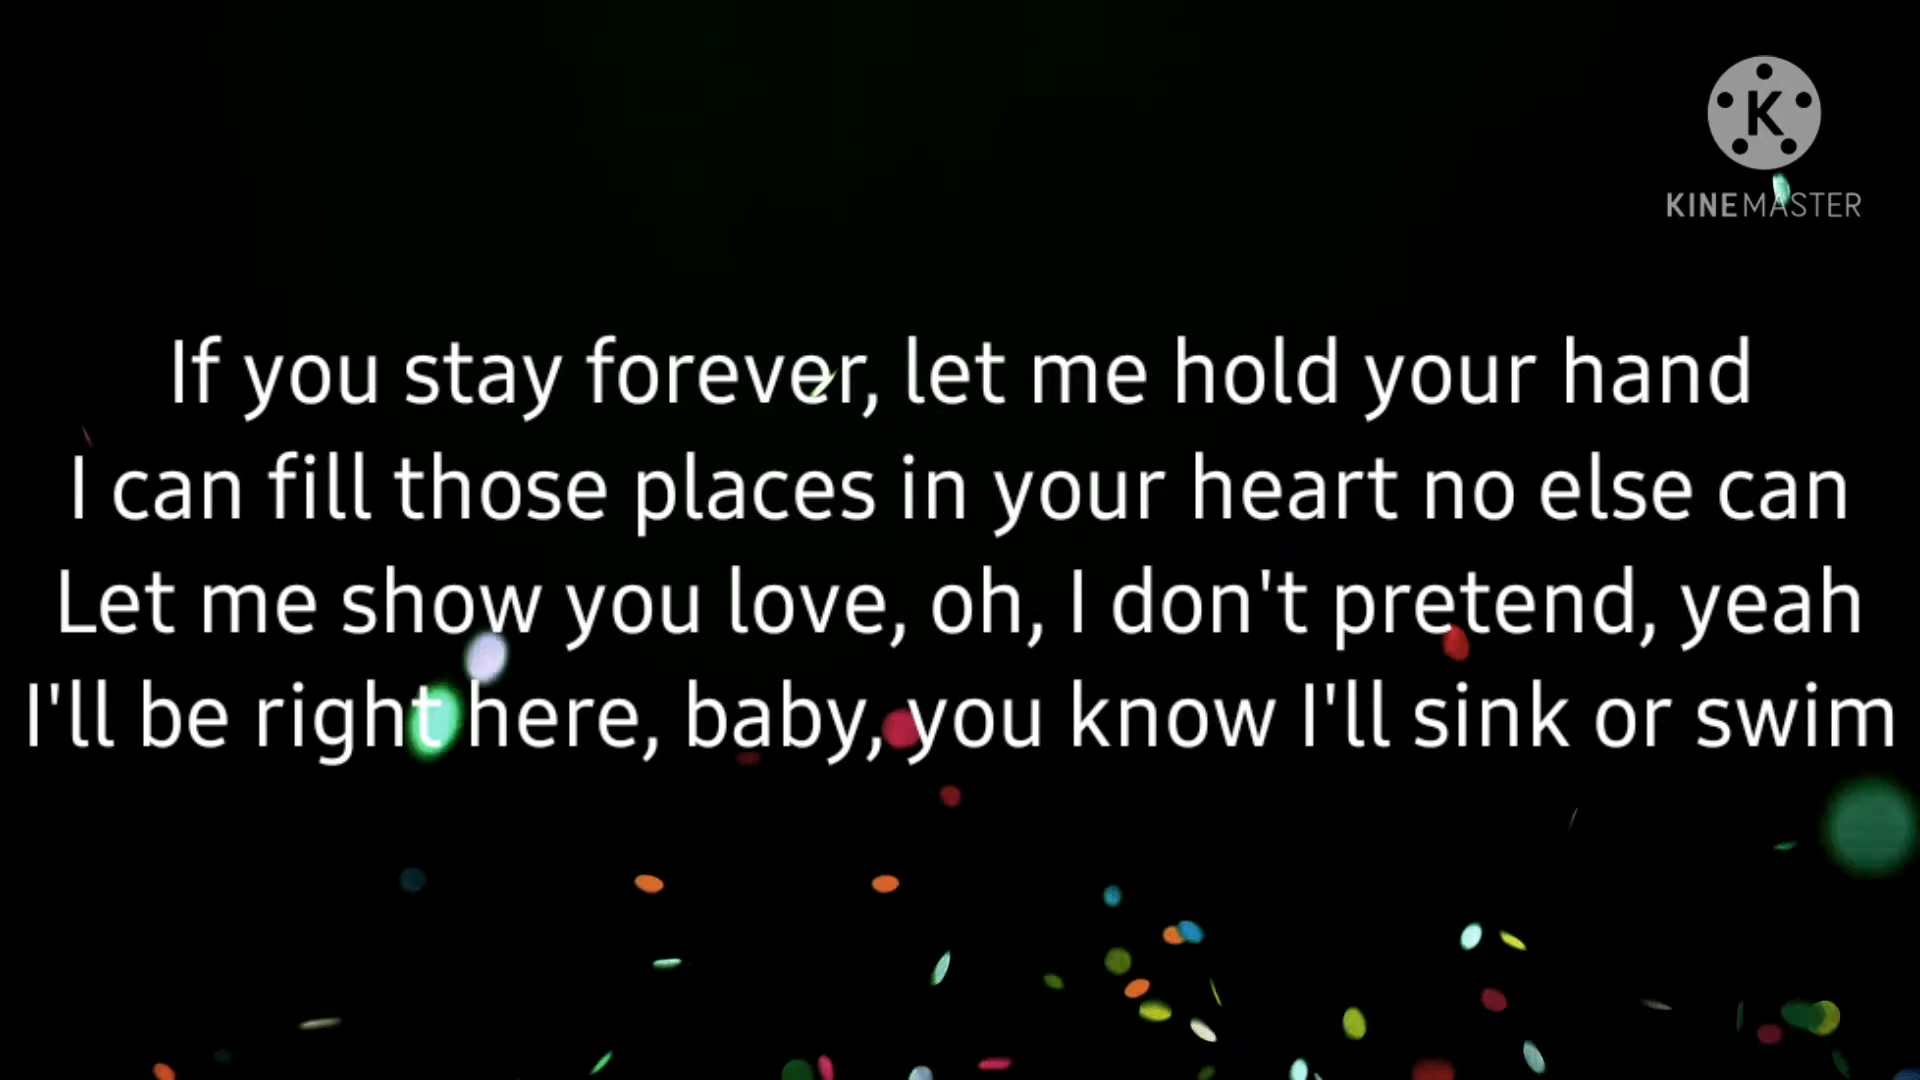 K
KINEMASTER
If you stay forever, let me hold your hand
I can fill those places in your heart no else can
Let me show you love, oh, I don't pretend, yeah
I'll be right here, baby, you know I'll sink or swim